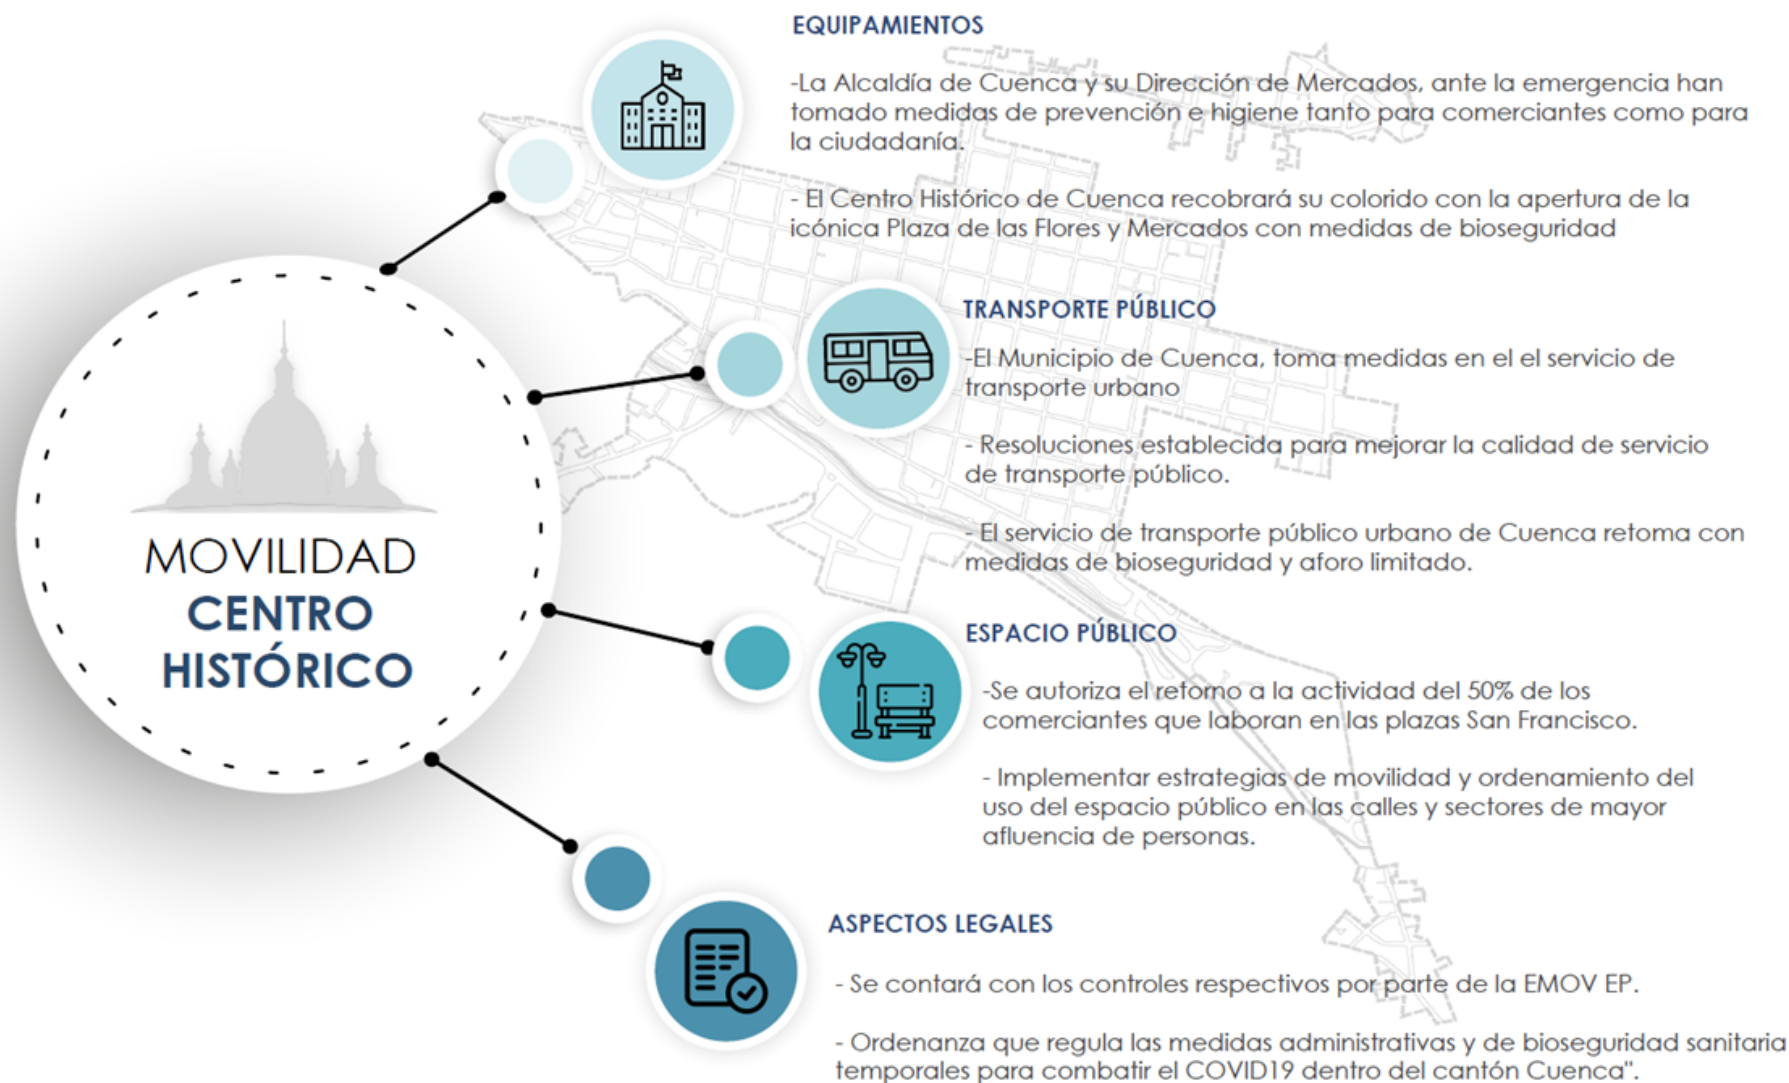 EQUIPAMIENTOS
-La Alcaldía de Cuenca y su Dirección de Mercados, ante la emergencia han
tomado medidas de prevención e higiene tanto para comerciantes como para
la ciudadanía.
- El Centro Histórico de Cuenca recobrará su colorido con la apertura de la
icónica Plaza de las Flores y Mercados con medidas de bioseguridad
TRANSPORTE PÚBLICO
-El Municipio de Cuenca, toma medidas en el el servicio de
transporte urbano
- Resoluciones establecida para mejorar la calidad de servicio
de transporte público.
- El servicio de transporte público urbano de Cuenca retoma con
medidas de bioseguridad y aforo limitado.
MOVILIDAD
CENTRO
HISTÓRICO
ESPACIO PÚBLICO
-Se autoriza el retorno a la actividad del 50% de los
comerciantes que laboran en las plazas San Francisco.
- Implementar estrategias de movilidad y ordenamiento del
uso del espacio público en las calles y sectores de mayor
afluencia de personas.
ASPECTOS LEGALES
- Se contará con los controles respectivos por parte de la EMOV EP.
- Ordenanza que regula las medidas administrativas y de bioseguridad sanitaria
temporales para combatir el COVID19 dentro del cantón Cuenca".